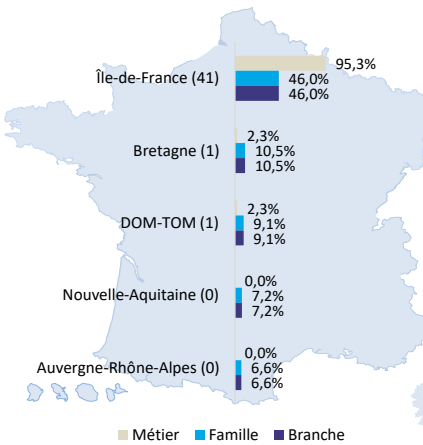 95,3%
Île-de-France (41) 46,0%
46,0%
2,3%
Bretagne (1) 10,5%
10,5%
2,3%
DOM-TOM (1) 9,1%
9,1%
0,0%
Nouvelle-Aquitaine (0) 7,2%
7,2%
0,0%
Auvergne-Rhône-Alpes (0) 6,6%
6,6%
Métier Famille Branche